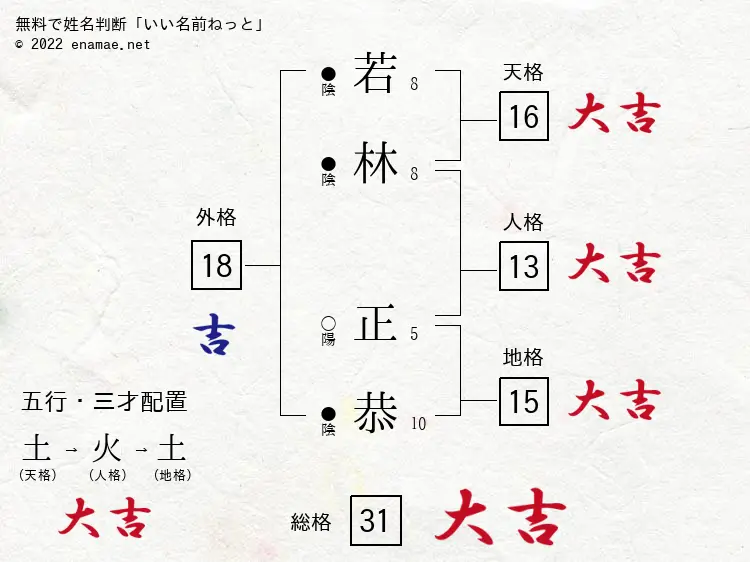 無料で姓名判断「いい名前ねっと」
© 2022 enamae.net
●陰 若 8
●陰 林 8
○陽 正 5
●陰 恭 10
天格
16 大吉
人格
13 大吉
地格
15 大吉
外格
18
吉
五行・三才配置
土→火→土
(天格) (人格) (地格)
大吉
総格 31 大吉